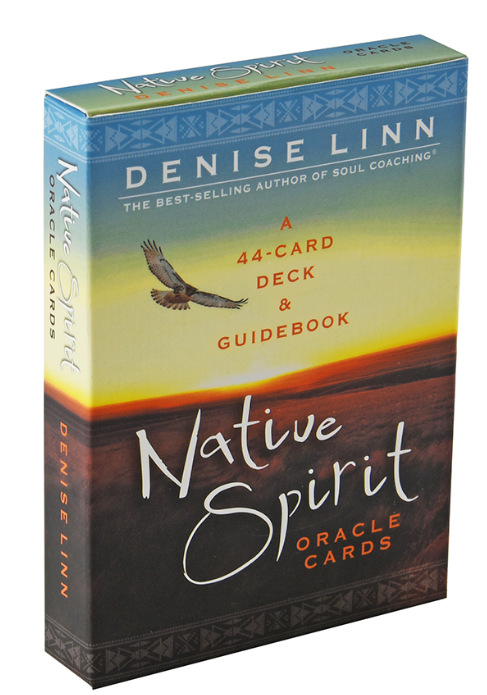 Native Spirit
DENISE LINN
ORACLE
CARDS
DENISE LINN
THE BEST-SELLING AUTHOR OF SOUL COACHING®
A
44-CARD
DECK
&
GUIDEBOOK
Native
Spirit
ORACLE
CARDS
Native Spirit
ORACLE CARDS
DENISE LINN